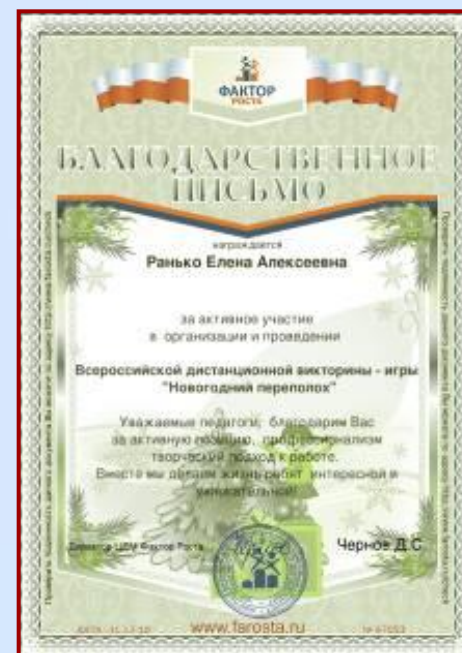 ФАКТОР
РОСТА
БЛАГОДАРСТВЕННОЕ
ПИСЬМО
награждается
Ранько Елена Алексеевна
за активное участие
в организации и проведении
Всероссийской дистанционной викторины - игры
"Новогодний переполох"
Уважаемые педагоги, благодарим Вас
за активную позицию, профессионализм
творческий подход к работе.
Вместе мы делаем жизнь ребят интересной и
увлекательной!
Директор ЦДМ Фактор Роста
Чернов Д.С.
www.farosta.ru